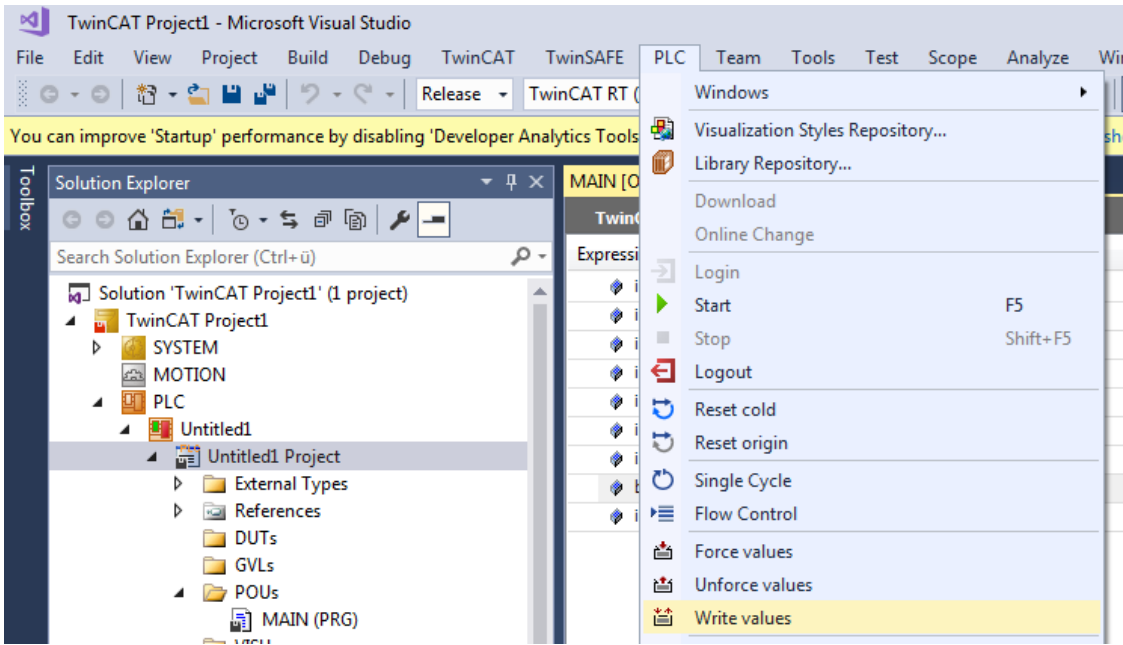 TwinCAT Project1 - Microsoft Visual Studio
File Edit View Project Build Debug TwinCAT TwinSAFE PLC Team Tools Test Scope Analyze Wi
Release TwinCAT RT (
You can improve 'Startup' performance by disabling 'Developer Analytics Tools
Toolbox
Solution Explorer
Search Solution Explorer (Ctrl+ü)
Solution 'TwinCAT Project1' (1 project)
TwinCAT Project1
SYSTEM
MOTION
PLC
Untitled1
Untitled1 Project
External Types
References
DUTs
GVLs
POUs
MAIN (PRG)
MAIN [O
Windows
Visualization Styles Repository...
Library Repository...
Download
Online Change
Login
Start F5
Stop Shift+F5
Logout
Reset cold
Reset origin
Single Cycle
Flow Control
Force values
Unforce values
Write values